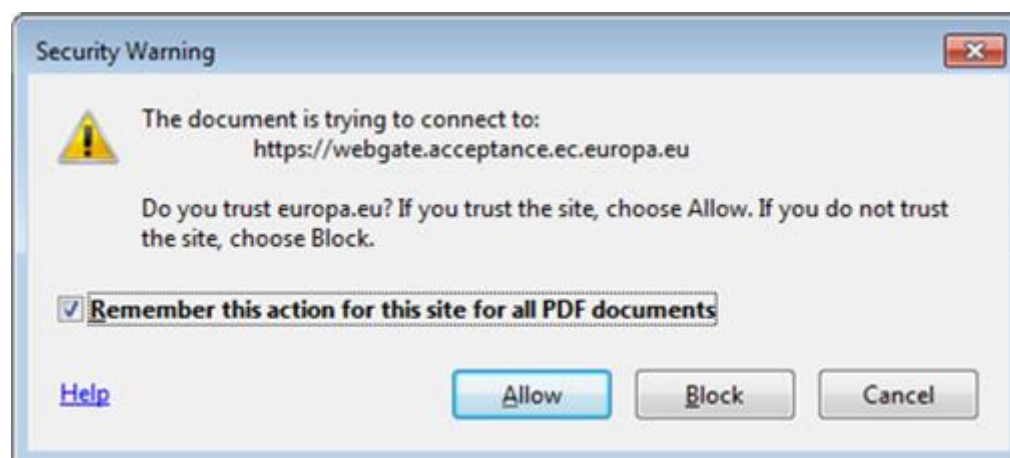 Security Warning
The document is trying to connect to:
https://webgate.acceptance.ec.europa.eu
Do you trust europa.eu? If you trust the site, choose Allow. If you do not trust
the site, choose Block.
Remember this action for this site for all PDF documents
Help Allow Block Cancel